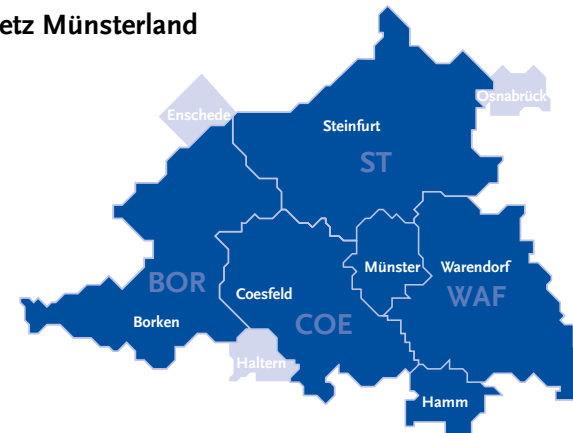 etz Münsterland
Enschede
Osnabrück
Steinfurt
ST
Münster
Warendorf
BOR
Coesfeld
WAF
Borken
COE
Haltern
Hamm